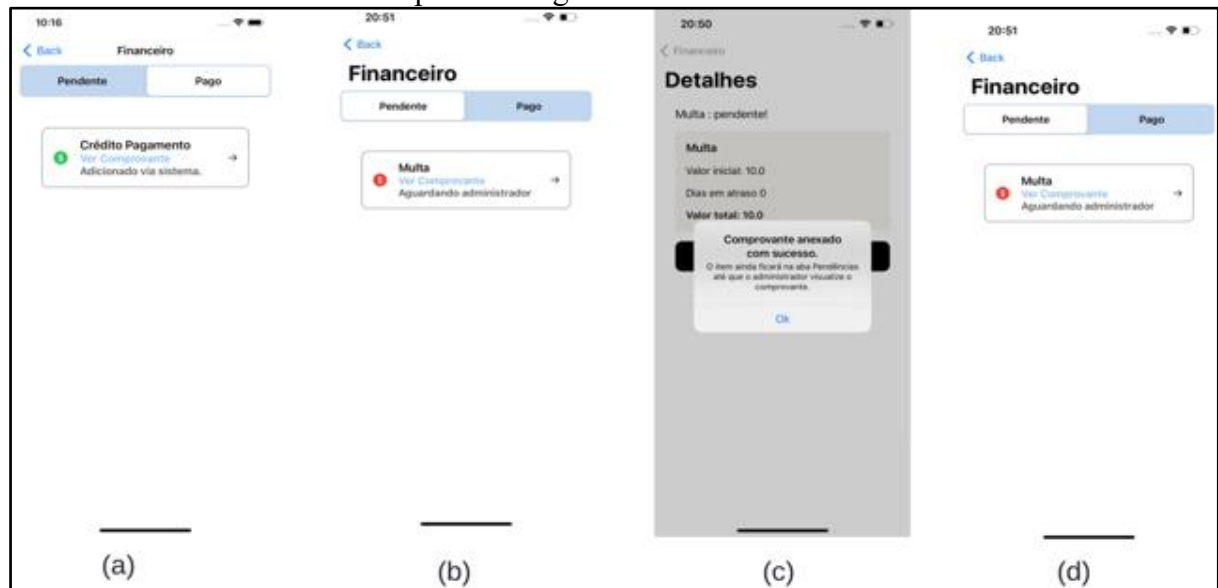 10:16
Back
Financeiro
Pendente
Pago
Crédito Pagamento
Ver Comprovante
Adicionado via sistema.
(a)
20:51
Back
Financeiro
Pendente
Pago
Multa
Ver Comprovante
Aguardando administrador
(b)
20:50
Financeiro
Detalhes
Multa : pendente!
Multa
Valor inicial: 10.0
Dias em atraso 0
Valor total: 10.0
Comprovante anexado
com sucesso.
O item ainda ficará na aba Pendências
até que o administrador visualize o
comprovante.
Ok
(c)
20:51
Back
Financeiro
Pendente
Pago
Multa
Ver Comprovante
Aguardando administrador
(d)